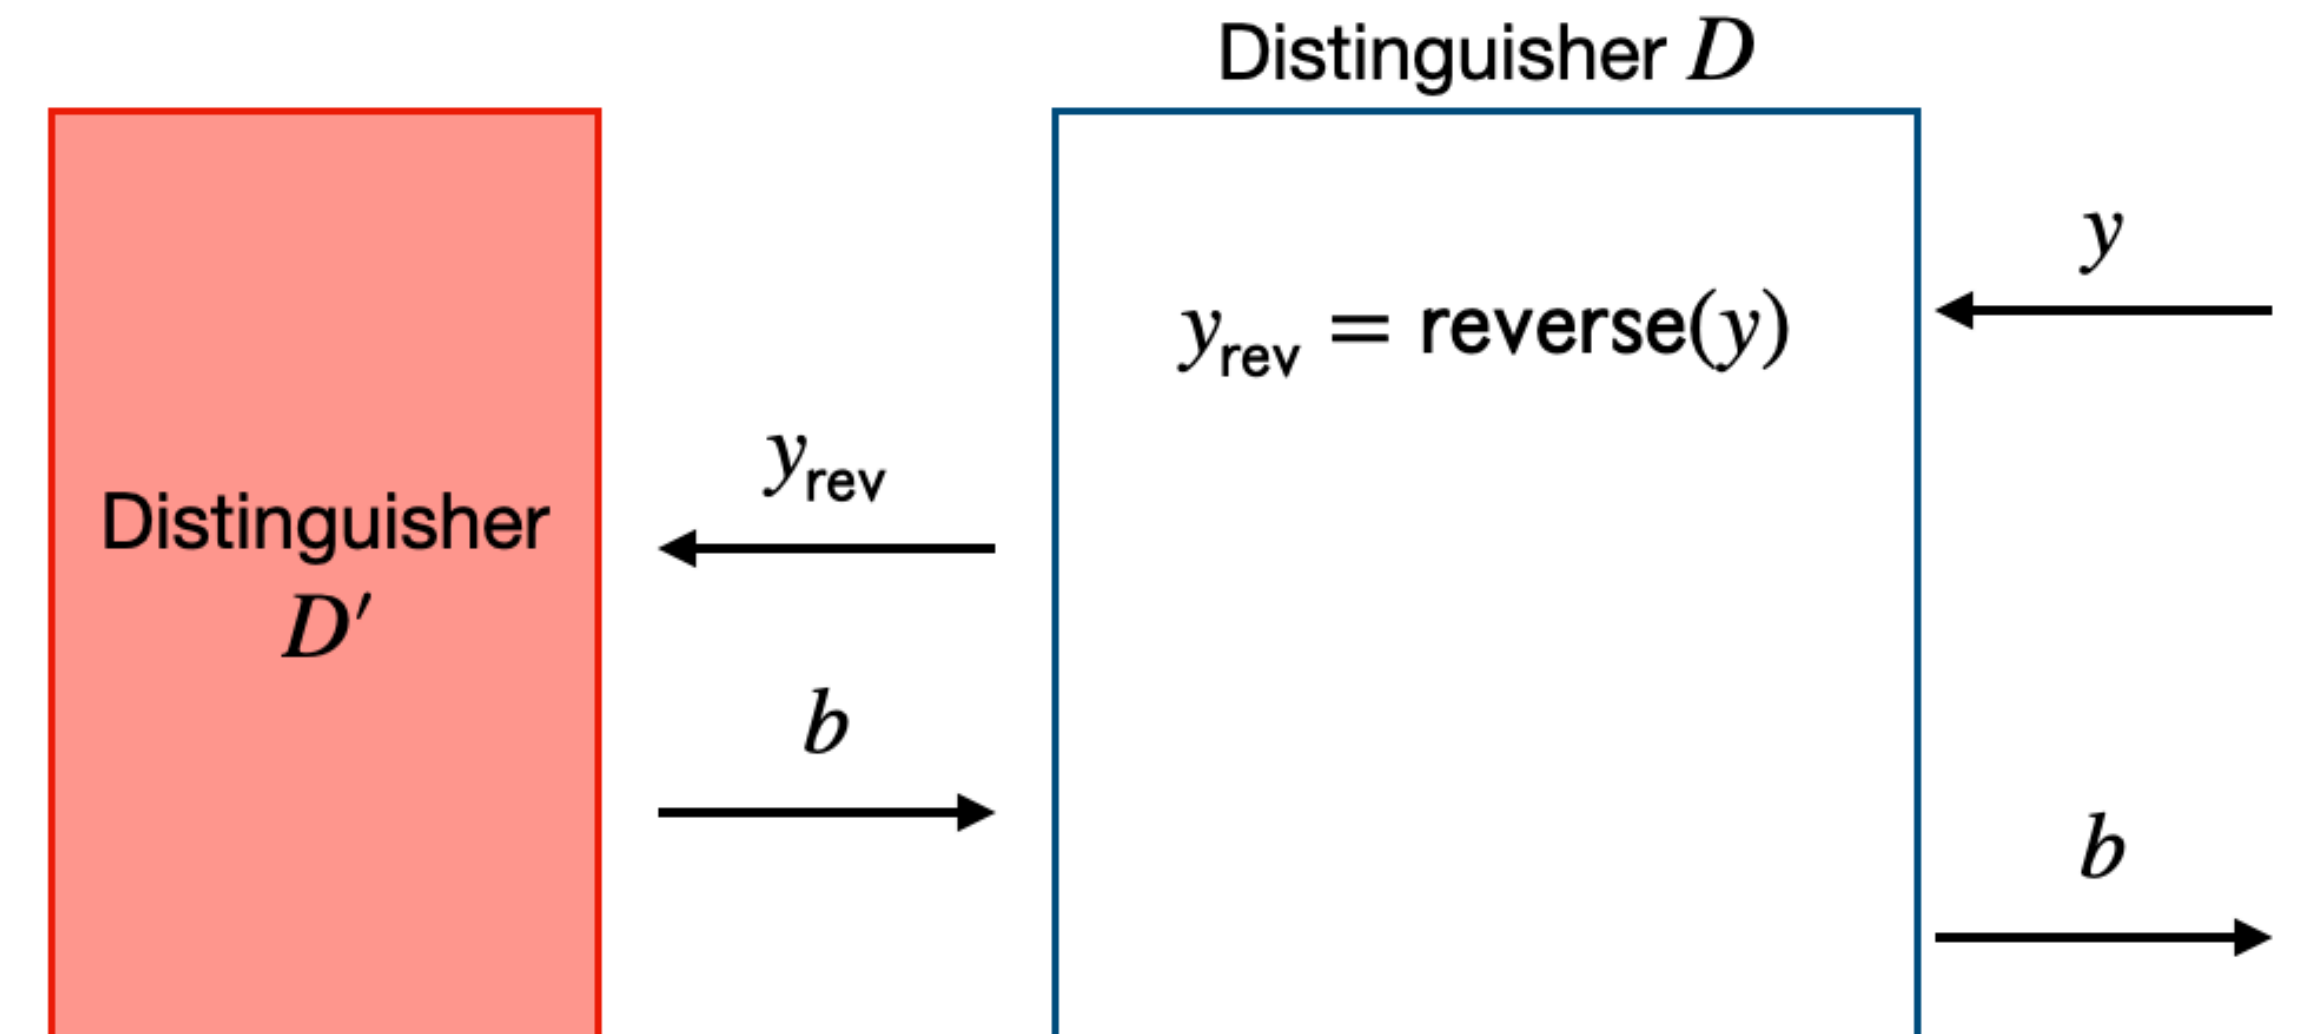 Distinguisher D
y
y_rev = reverse(y)
y_rev
Distinguisher
D′
b
b